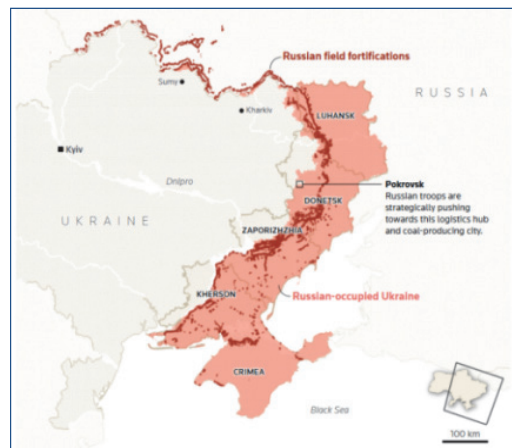 Russian field fortifications
Sumy
RUSSIA
Kharkiv
LUHANSK
Kyiv
Dnipro
Pokrovsk
Russian troops are
strategically pushing
towards this logistics hub
and coal-producing city.
DONETSK
UKRAINE
ZAPORIZHZHIA
KHERSON
Russian-occupied Ukraine
CRIMEA
Black Sea
100 km